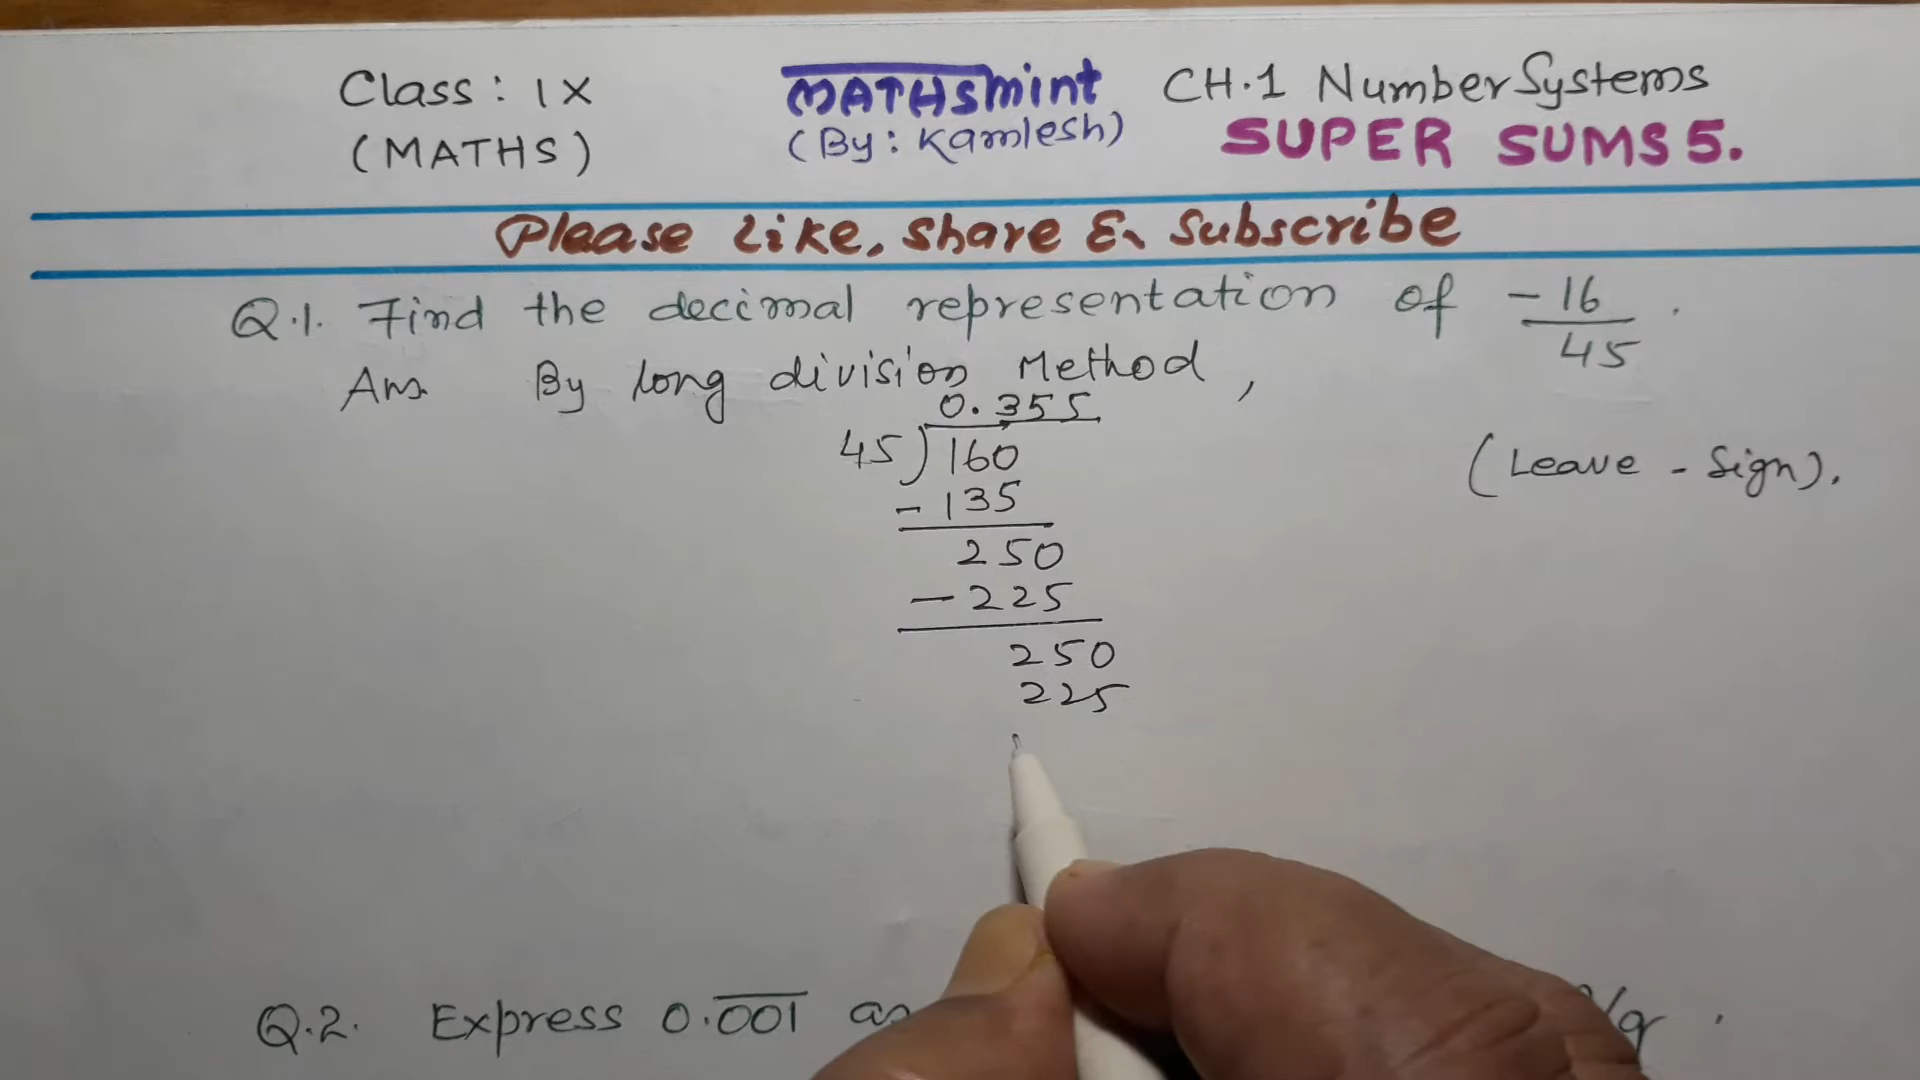 Class: IX MATHSmint CH.1 Number Systems
(MATHS) (By: Kamlesh) SUPER SUMS 5.
Please Like, Share & Subscribe
Q.1. Find the decimal representation of -16/45.
Ans. By long division Method,
0.355
45)160 (Leave - Sign).
-135
250
-225
250
225
Q.2. Express 0.001 as /q.